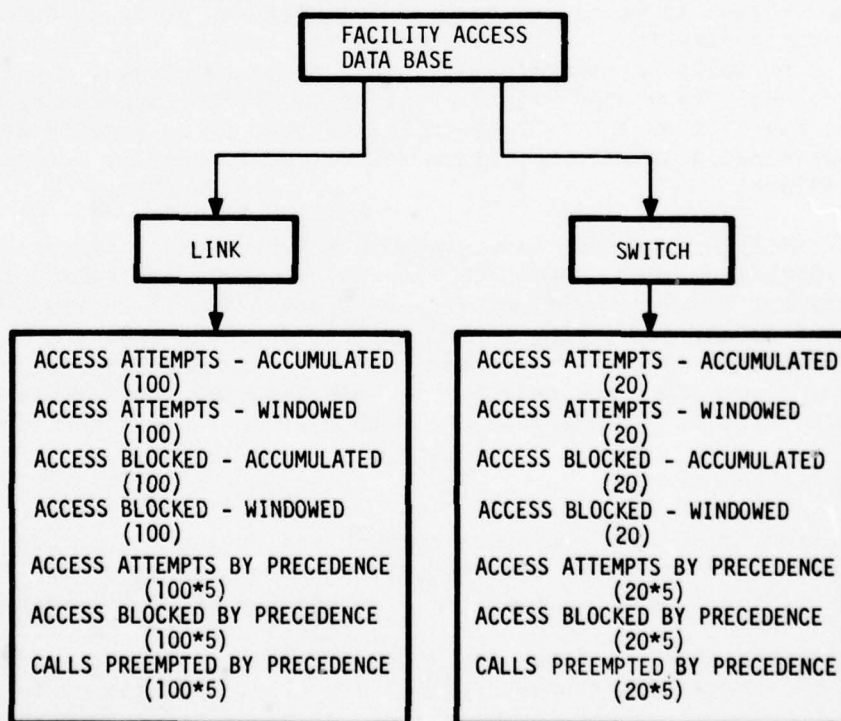 FACILITY ACCESS
DATA BASE
LINK
SWITCH
ACCESS ATTEMPTS - ACCUMULATED
(100)
ACCESS ATTEMPTS - WINDOWED
(100)
ACCESS BLOCKED - ACCUMULATED
(100)
ACCESS BLOCKED - WINDOWED
(100)
ACCESS ATTEMPTS BY PRECEDENCE
(100*5)
ACCESS BLOCKED BY PRECEDENCE
(100*5)
CALLS PREEMPTED BY PRECEDENCE
(100*5)
ACCESS ATTEMPTS - ACCUMULATED
(20)
ACCESS ATTEMPTS - WINDOWED
(20)
ACCESS BLOCKED - ACCUMULATED
(20)
ACCESS BLOCKED - WINDOWED
(20)
ACCESS ATTEMPTS BY PRECEDENCE
(20*5)
ACCESS BLOCKED BY PRECEDENCE
(20*5)
CALLS PREEMPTED BY PRECEDENCE
(20*5)